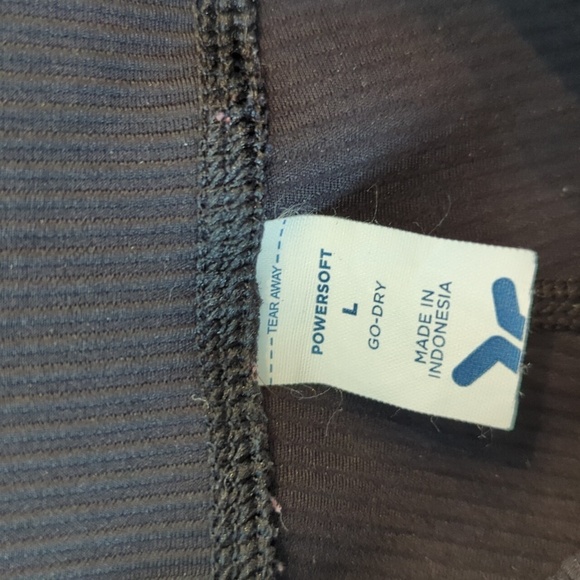 TEAR AWAY
POWERSOFT
L
GO-DRY
MADE IN
INDONESIA